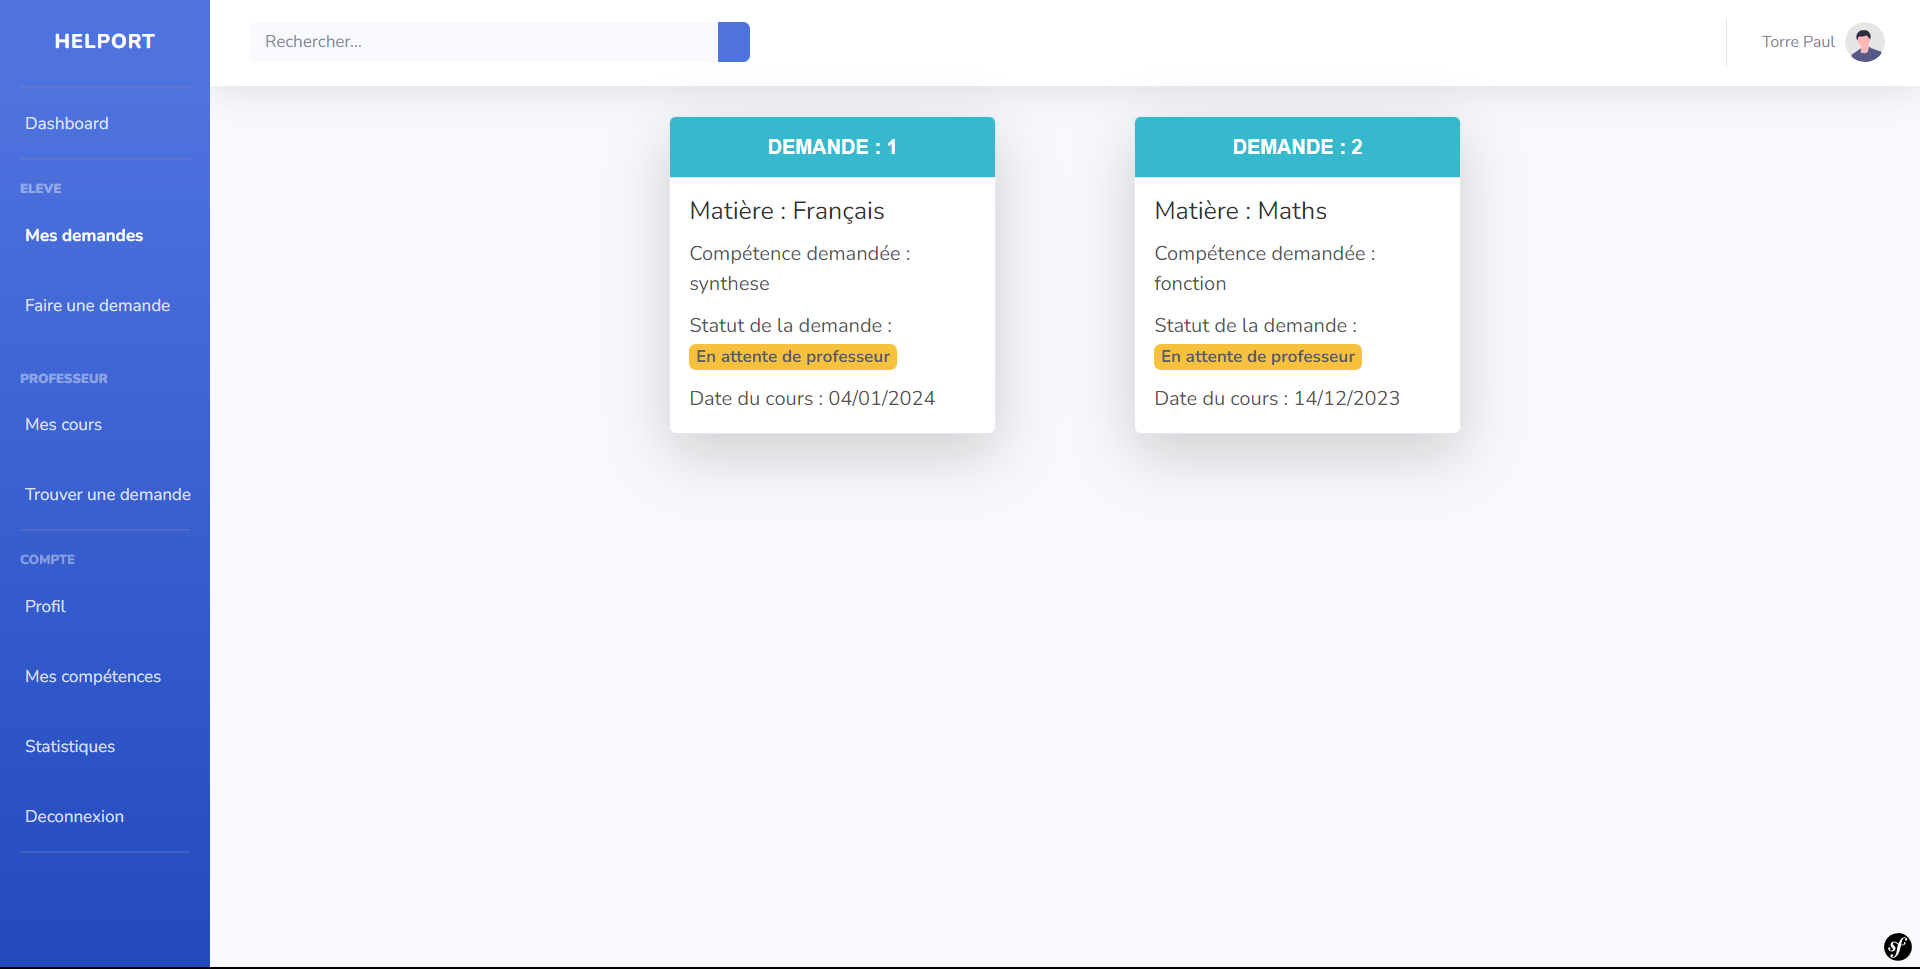 HELPORT
Rechercher...
Torre Paul
Dashboard
ELEVE
Mes demandes
Faire une demande
PROFESSEUR
Mes cours
Trouver une demande
COMPTE
Profil
Mes compétences
Statistiques
Deconnexion
DEMANDE : 1
Matière : Français
Compétence demandée :
synthese
Statut de la demande :
En attente de professeur
Date du cours : 04/01/2024
DEMANDE : 2
Matière : Maths
Compétence demandée :
fonction
Statut de la demande :
En attente de professeur
Date du cours : 14/12/2023
sf